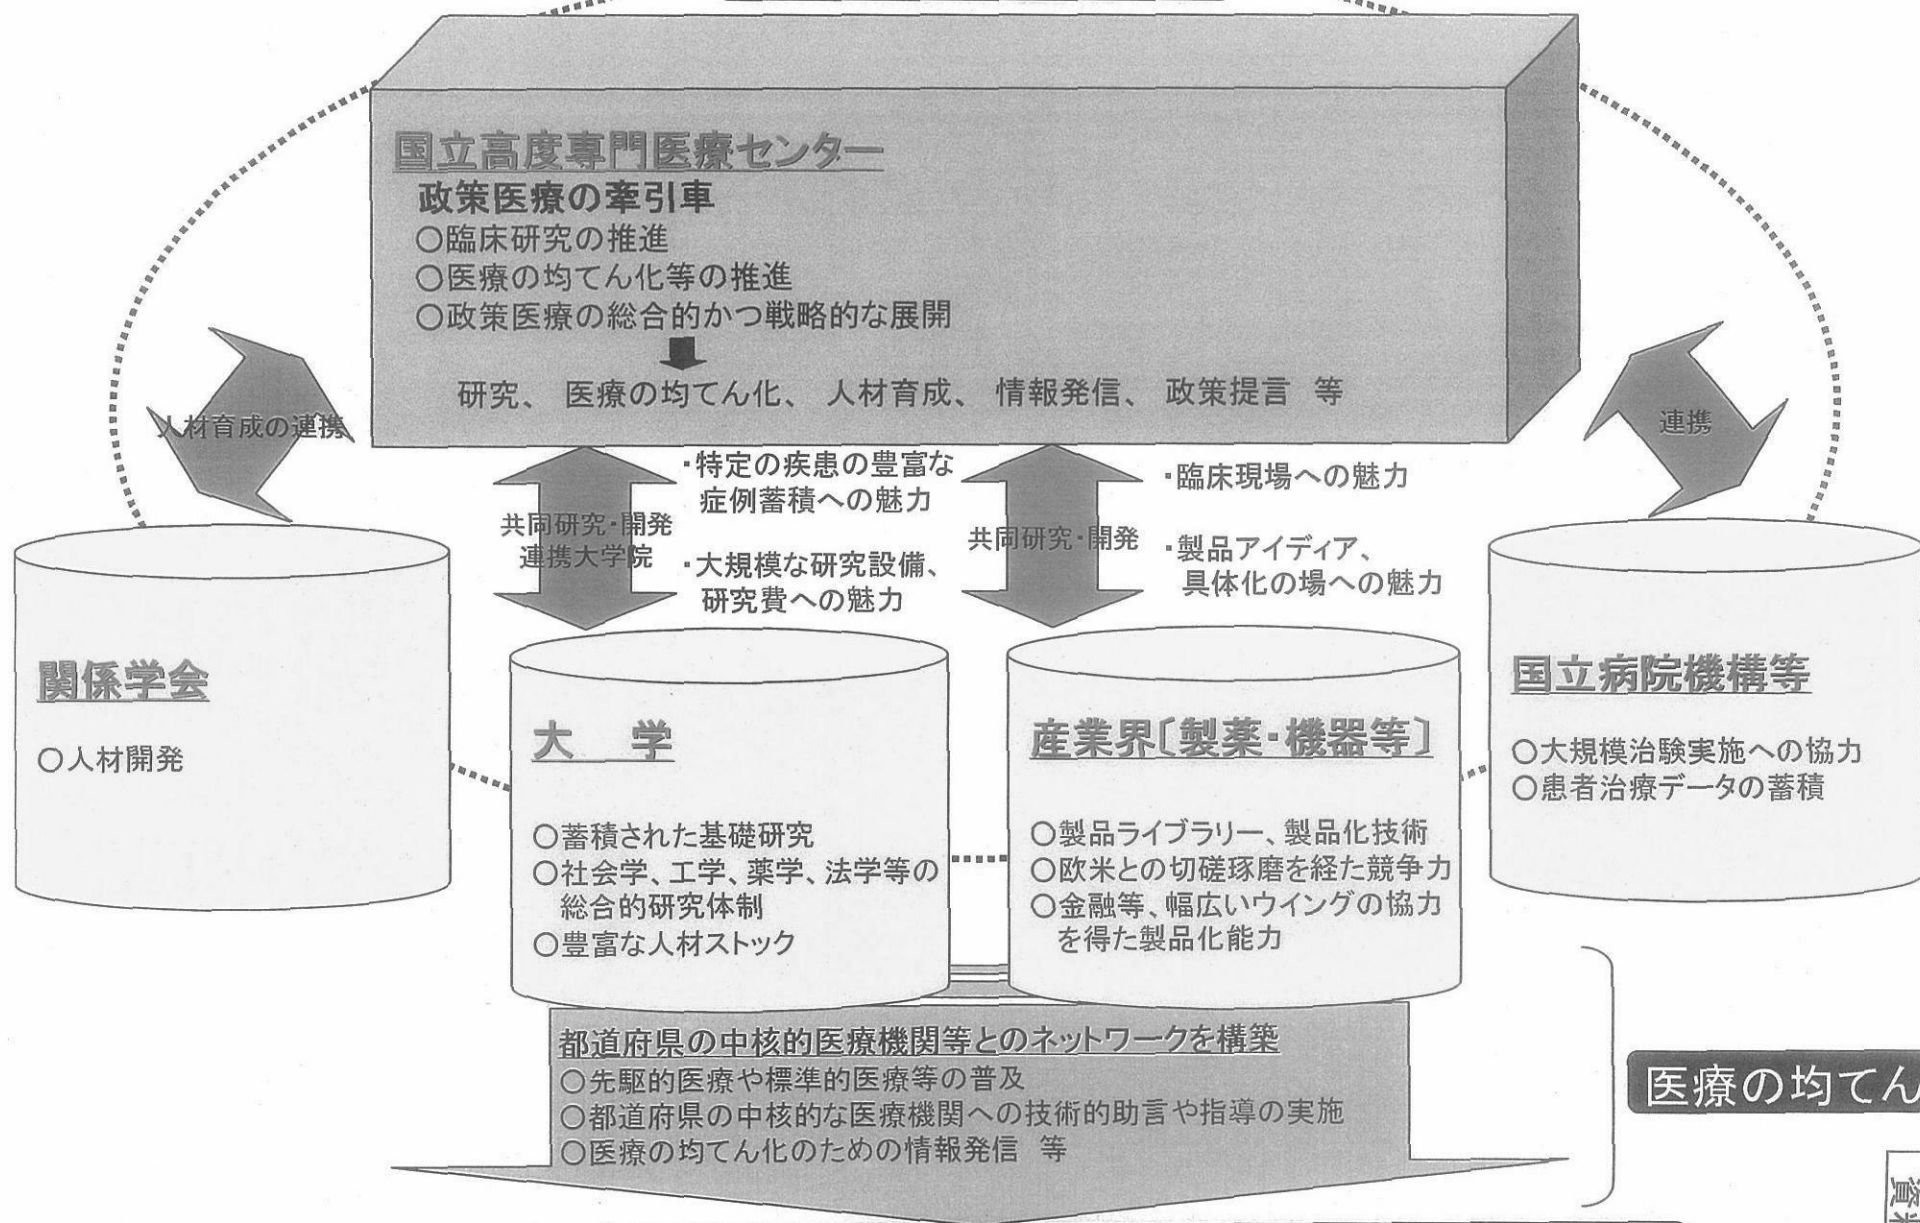 国立高度専門医療センター
政策医療の牽引車
○臨床研究の推進
○医療の均てん化等の推進
○政策医療の総合的かつ戦略的な展開
研究、 医療の均てん化、 人材育成、 情報発信、 政策提言 等
人材育成の連携
共同研究・開発
連携大学院
・特定の疾患の豊富な
症例蓄積への魅力
・大規模な研究設備、
研究費への魅力
共同研究・開発
・臨床現場への魅力
・製品アイディア、
具体化の場への魅力
連携
関係学会
○人材開発
大 学
○蓄積された基礎研究
○社会学、工学、薬学、法学等の
総合的研究体制
○豊富な人材ストック
産業界〔製薬・機器等〕
○製品ライブラリー、製品化技術
○欧米との切磋琢磨を経た競争力
○金融等、幅広いウイングの協力
を得た製品化能力
国立病院機構等
○大規模治験実施への協力
○患者治療データの蓄積
都道府県の中核的医療機関等とのネットワークを構築
○先駆的医療や標準的医療等の普及
○都道府県の中核的な医療機関への技術的助言や指導の実施
○医療の均てん化のための情報発信 等
医療の均てん